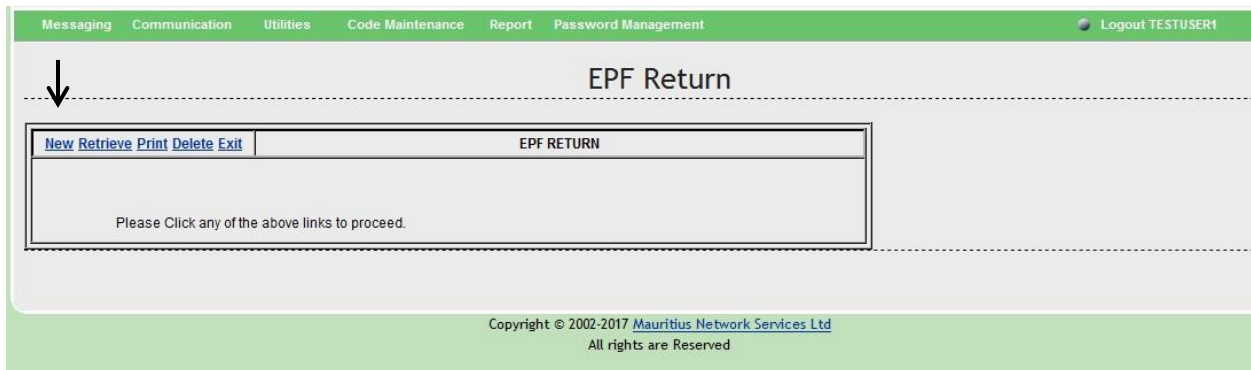 Messaging Communication Utilities Code Maintenance Report Password Management Logout TESTUSER1
EPF Return
New Retrieve Print Delete Exit EPF RETURN
Please Click any of the above links to proceed.
Copyright © 2002-2017 Mauritius Network Services Ltd
All rights are Reserved